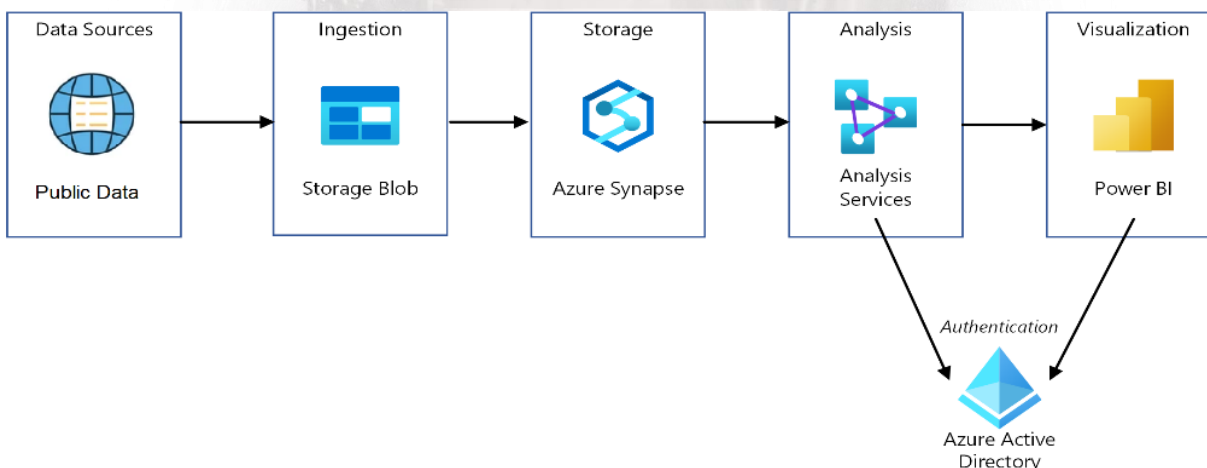 Data Sources
Public Data
Ingestion
Storage Blob
Storage
Azure Synapse
Analysis
Analysis
Services
Visualization
Power BI
Authentication
Azure Active
Directory